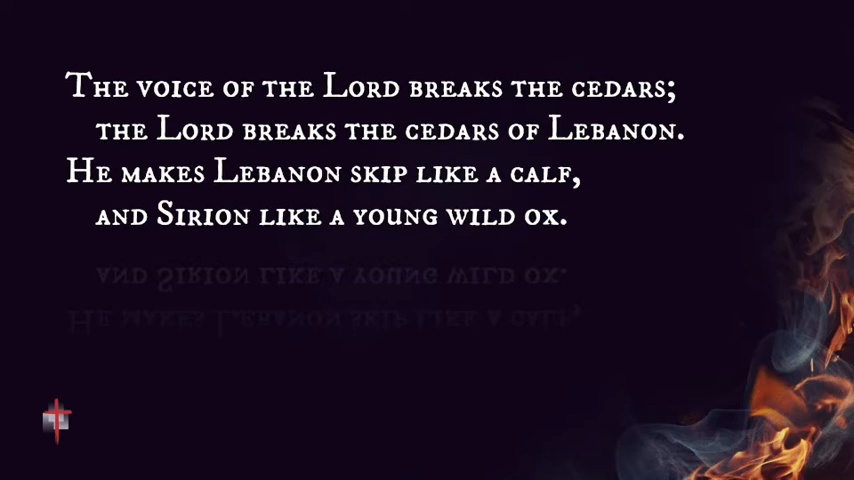 The voice of the Lord breaks the cedars;
the Lord breaks the cedars of Lebanon.
He makes Lebanon skip like a calf,
and Sirion like a young wild ox.